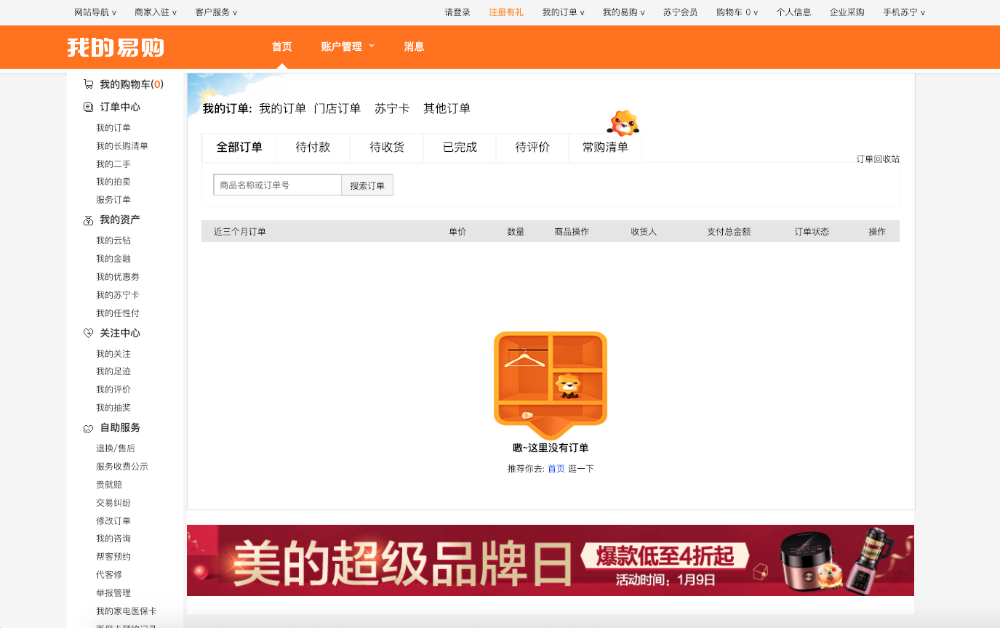 网站导航 ∨ 商家入驻 ∨ 客户服务 ∨ 请登录 注册有礼 我的订单 ∨ 我的易购 ∨ 苏宁会员 购物车 0 ∨ 个人信息 企业采购 手机苏宁 ∨
我的易购 首页 账户管理 消息
我的购物车(0)
订单中心
我的订单
我的长购清单
我的二手
我的拍卖
服务订单
我的资产
我的云钻
我的金融
我的优惠券
我的苏宁卡
我的任性付
关注中心
我的关注
我的足迹
我的评价
我的抽奖
自助服务
退换/售后
服务收费公示
贵就赔
交易纠纷
修改订单
我的咨询
帮客预约
代客修
举报管理
我的家电医保卡
医保卡预约记录
我的订单: 我的订单 门店订单 苏宁卡 其他订单
全部订单 待付款 待收货 已完成 待评价 常购清单
订单回收站
商品名称或订单号 搜索订单
近三个月订单 单价 数量 商品操作 收货人 支付总金额 订单状态 操作
嗷~这里没有订单
推荐你去: 首页 逛一下
美的超级品牌日
爆款低至4折起
活动时间：1月9日